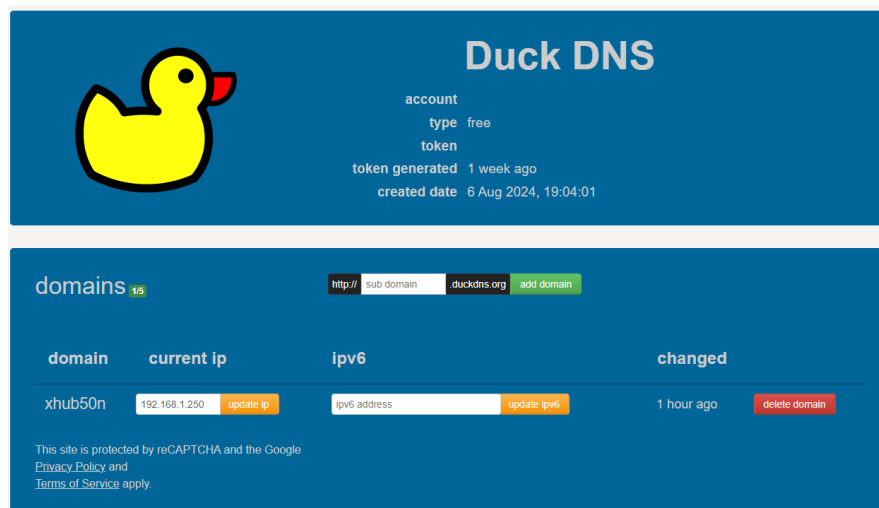 Duck DNS
account
type free
token
token generated 1 week ago
created date 6 Aug 2024, 19:04:01
domains 1/5
http:// sub domain .duckdns.org add domain
domain current ip ipv6 changed
xhub50n 192.168.1.250 update ip ipv6 address update ipv6 1 hour ago delete domain
This site is protected by reCAPTCHA and the Google
Privacy Policy and
Terms of Service apply.